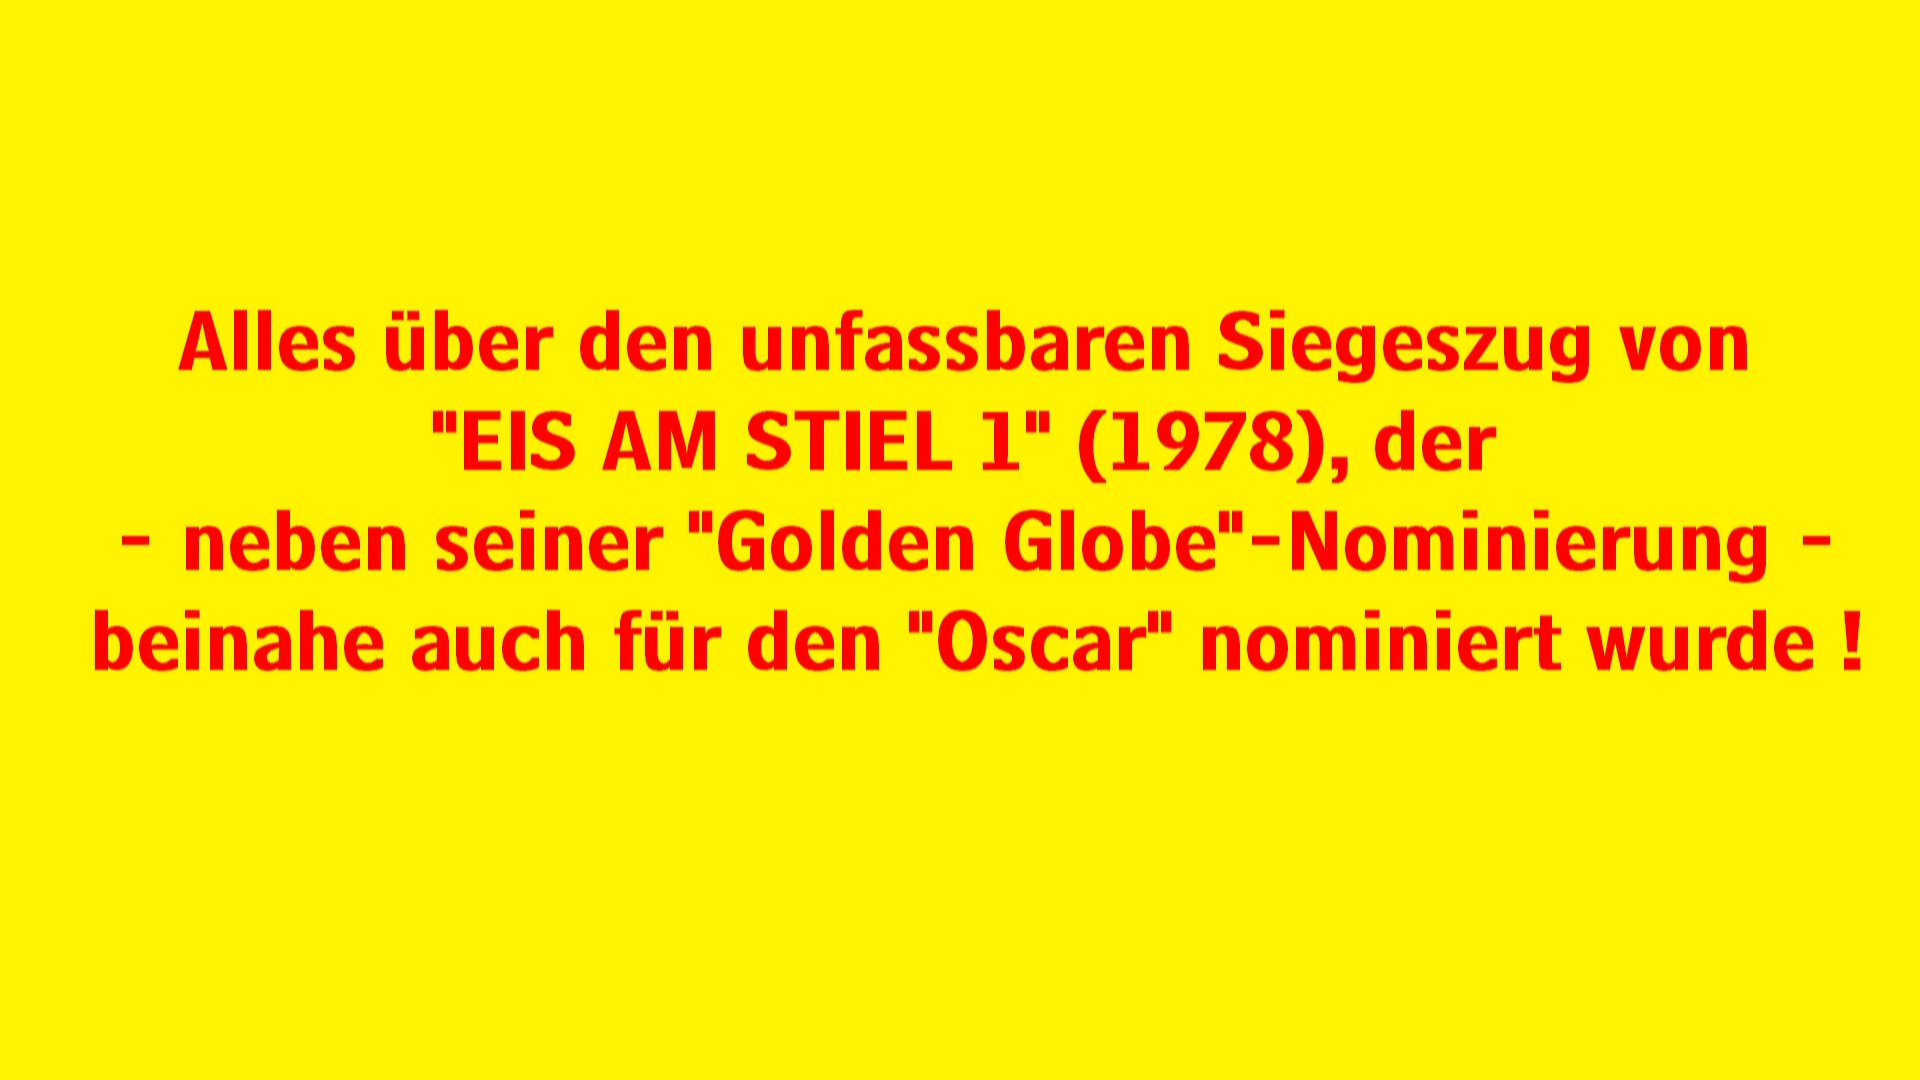 Alles über den unfassbaren Siegeszug von
"EIS AM STIEL 1" (1978), der
- neben seiner "Golden Globe"-Nominierung -
beinahe auch für den "Oscar" nominiert wurde !